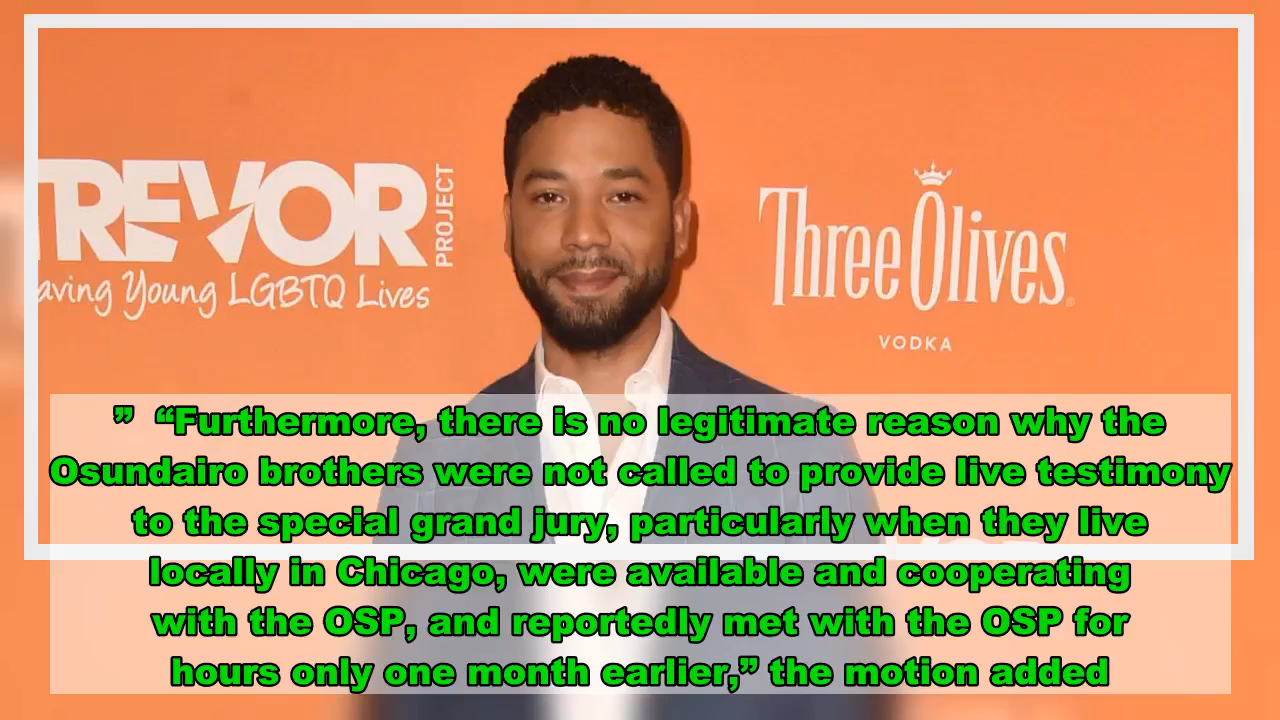 TREVOR
PROJECT
aving Young LGBTQ Lives
Three Olives
VODKA
” “Furthermore, there is no legitimate reason why the
Osundairo brothers were not called to provide live testimony
to the special grand jury, particularly when they live
locally in Chicago, were available and cooperating
with the OSP, and reportedly met with the OSP for
hours only one month earlier,” the motion added